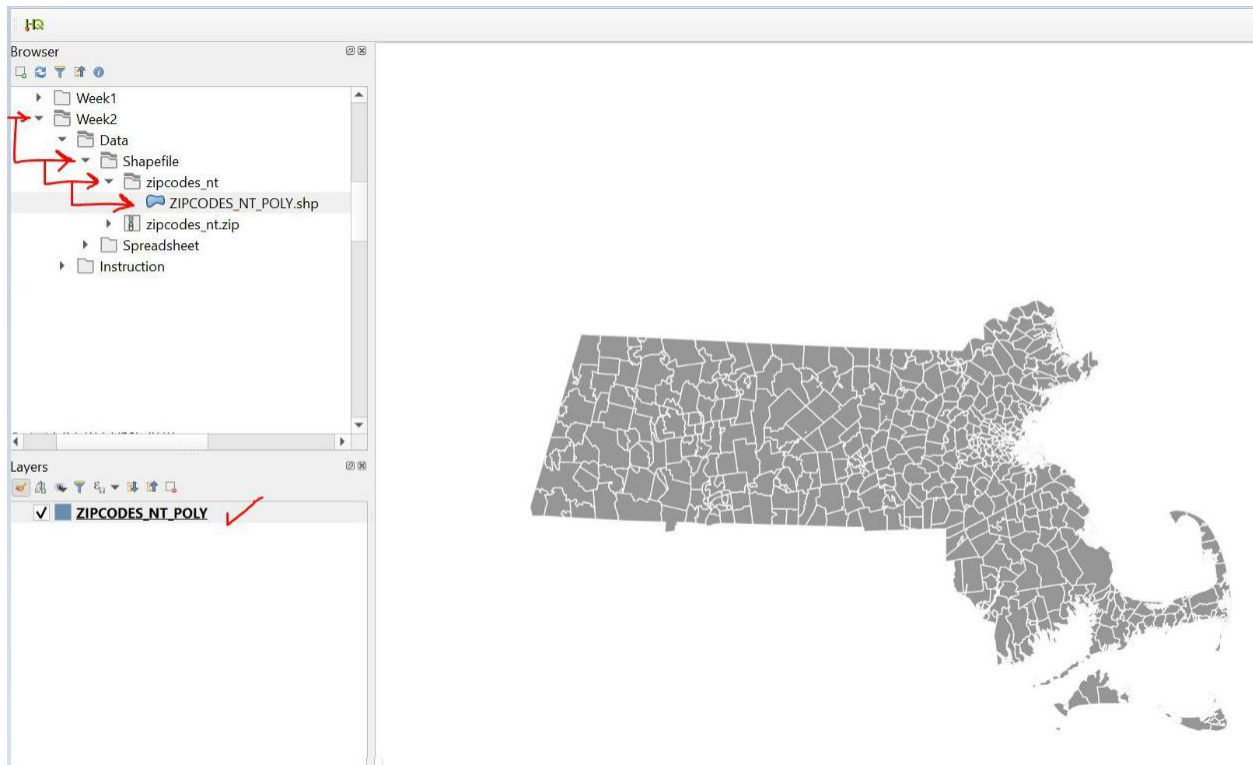 Browser
Week1
Week2
Data
Shapefile
zipcodes_nt
ZIPCODES_NT_POLY.shp
zipcodes_nt.zip
Spreadsheet
Instruction
Layers
ZIPCODES_NT_POLY